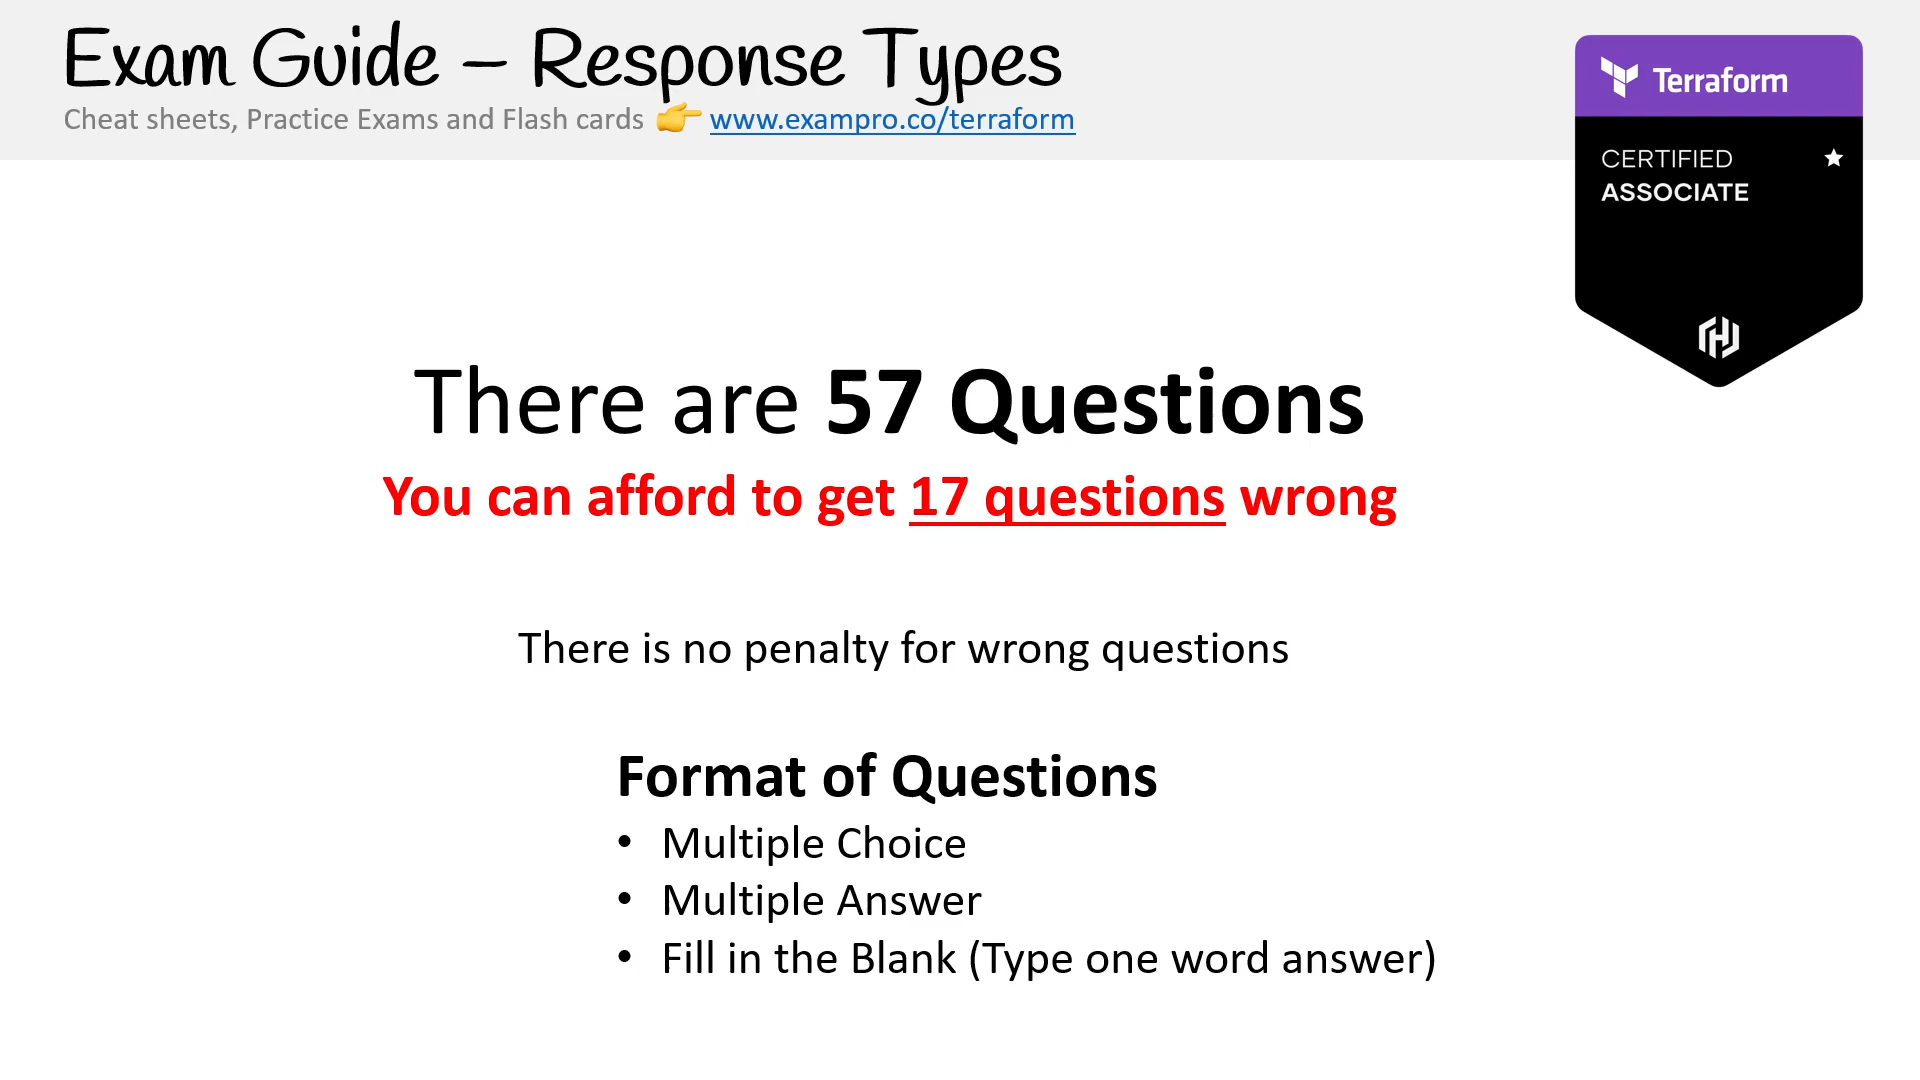 Exam Guide – Response Types
Cheat sheets, Practice Exams and Flash cards 👉 www.exampro.co/terraform
Terraform
CERTIFIED
ASSOCIATE
There are 57 Questions
You can afford to get 17 questions wrong
There is no penalty for wrong questions
Format of Questions
• Multiple Choice
• Multiple Answer
• Fill in the Blank (Type one word answer)